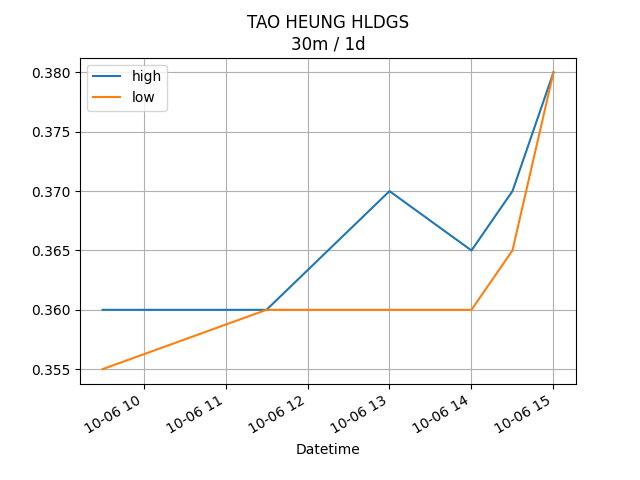 TAO HEUNG HLDGS
30m / 1d
high
low
0.380
0.375
0.370
0.365
0.360
0.355
10-06 10
10-06 11
10-06 12
10-06 13
10-06 14
10-06 15
Datetime